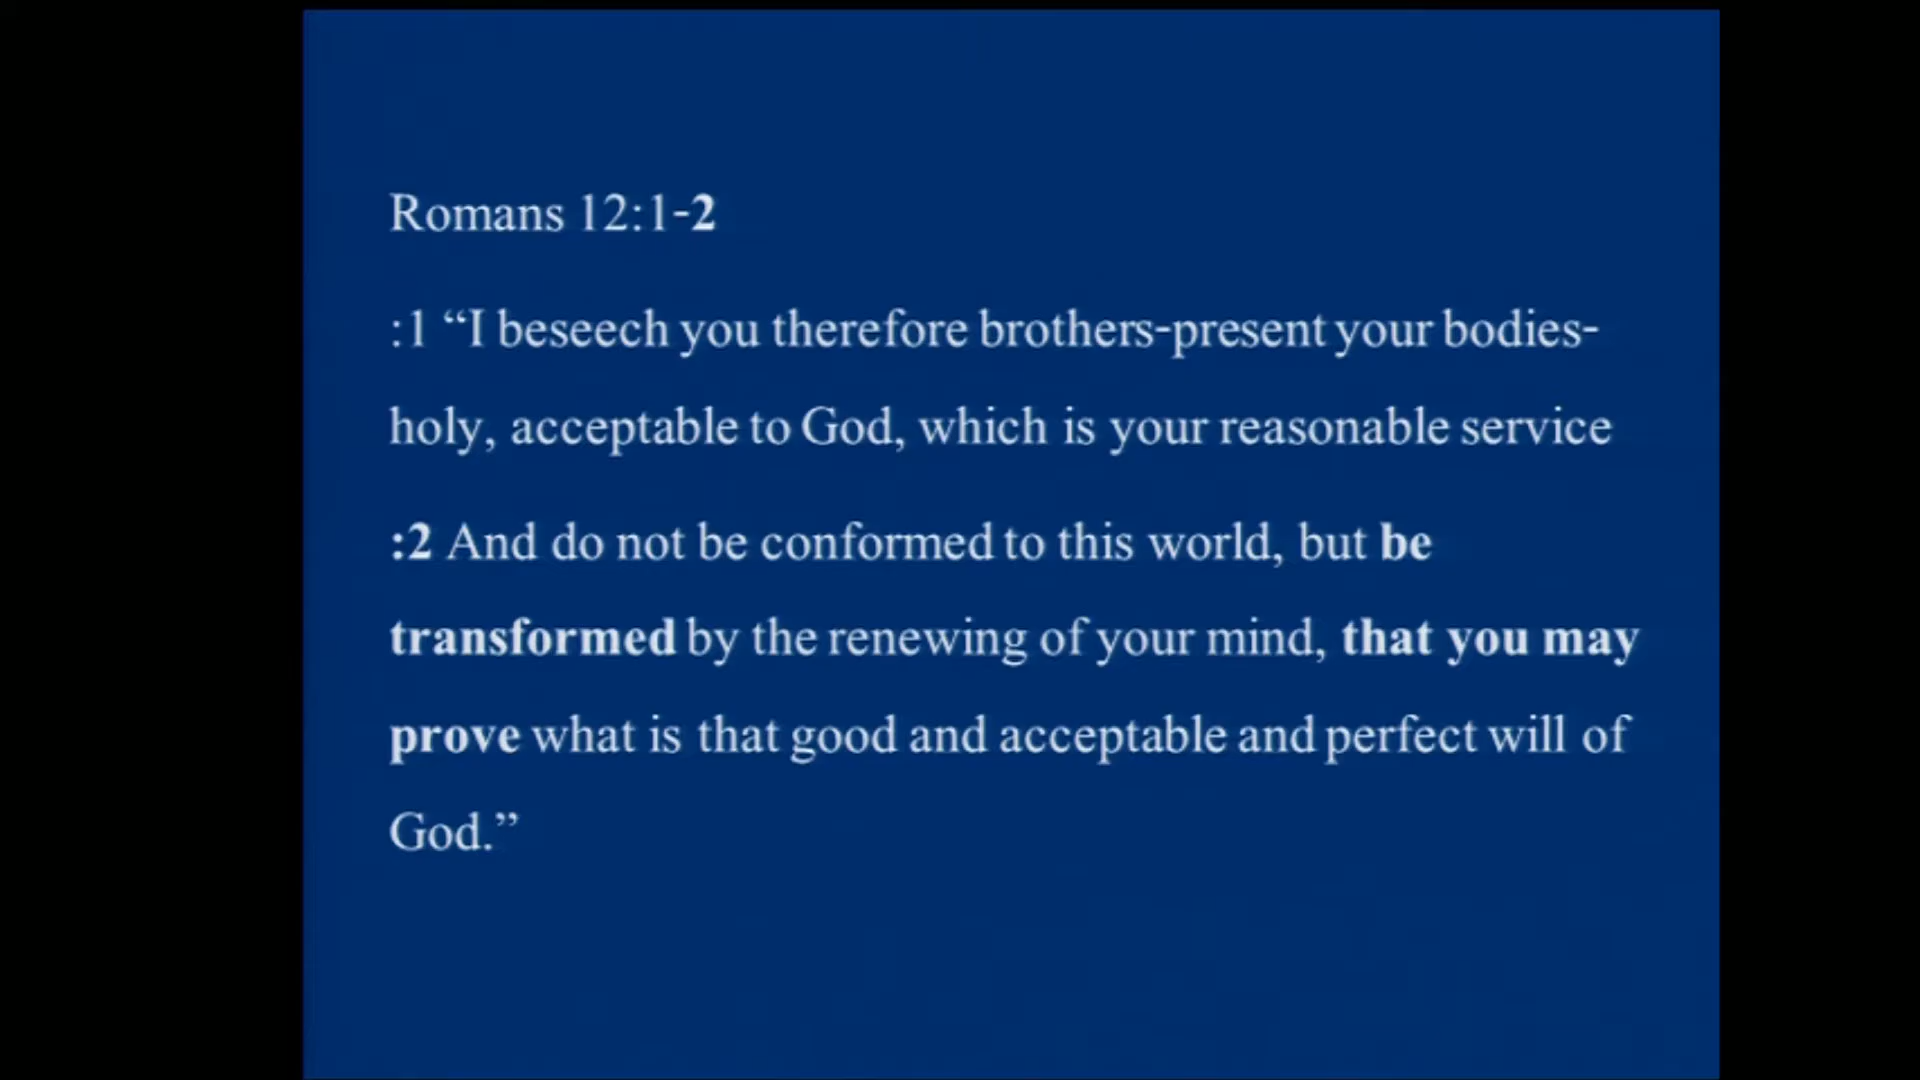 Romans 12:1-2
:1 “I beseech you therefore brothers-present your bodies-
holy, acceptable to God, which is your reasonable service
:2 And do not be conformed to this world, but be
transformed by the renewing of your mind, that you may
prove what is that good and acceptable and perfect will of
God.”